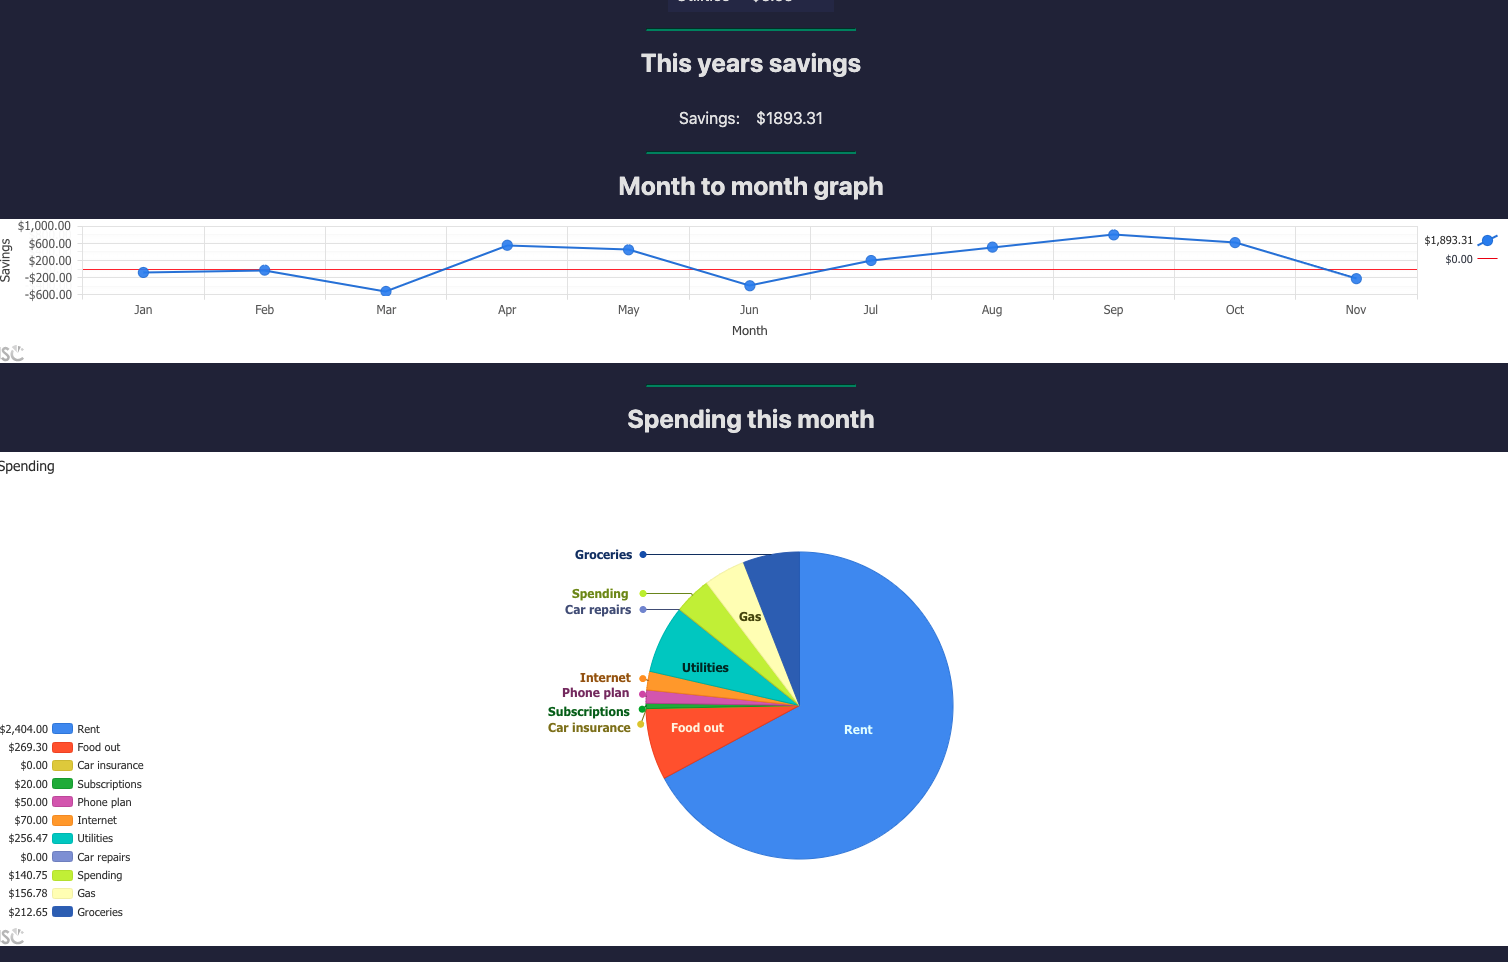 This years savings
Savings: $1893.31
Month to month graph
$1,000.00
$600.00
$200.00
-$200.00
-$600.00
Savings
Jan Feb Mar Apr May Jun Jul Aug Sep Oct Nov
Month
$1,893.31
$0.00
Spending this month
Spending
Groceries
Spending
Car repairs
Gas
Utilities
Internet
Phone plan
Subscriptions
Car insurance
Food out
Rent
$2,404.00 Rent
$269.30 Food out
$0.00 Car insurance
$20.00 Subscriptions
$50.00 Phone plan
$70.00 Internet
$256.47 Utilities
$0.00 Car repairs
$140.75 Spending
$156.78 Gas
$212.65 Groceries